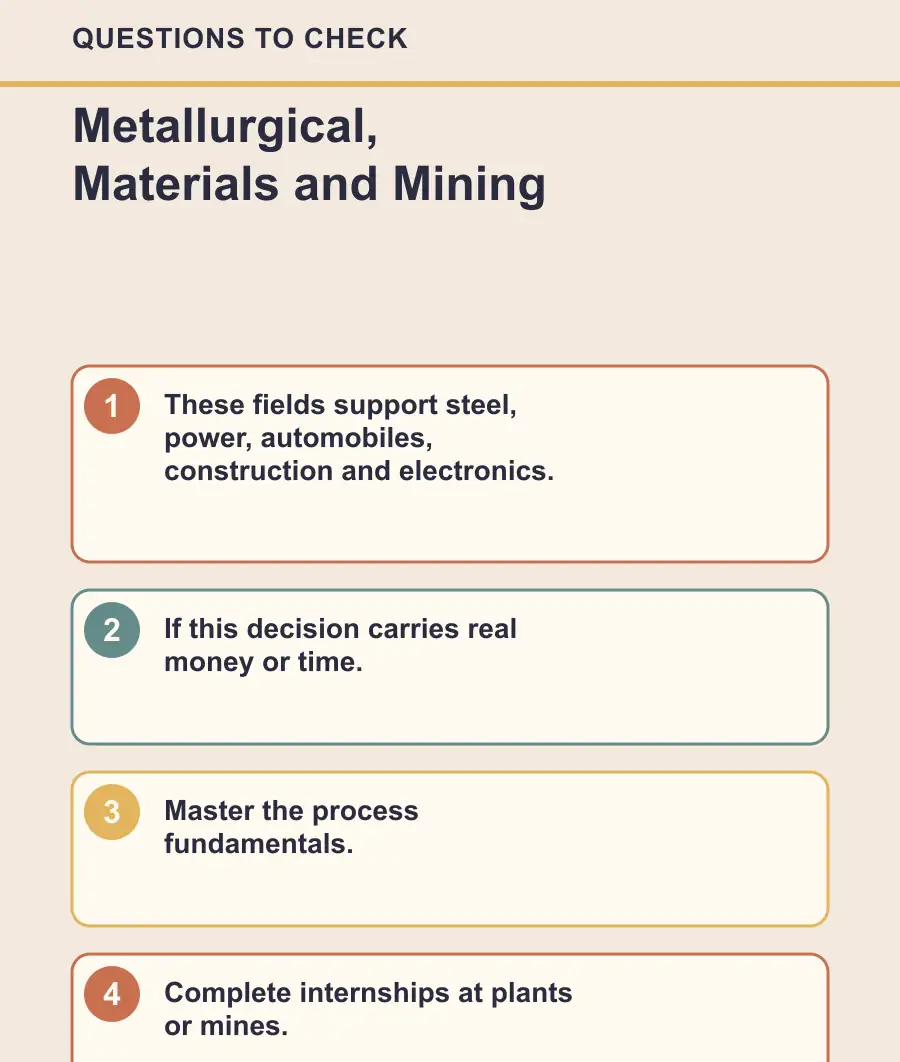 QUESTIONS TO CHECK
Metallurgical,
Materials and Mining
1
These fields support steel,
power, automobiles,
construction and electronics.
2
If this decision carries real
money or time.
3
Master the process
fundamentals.
4
Complete internships at plants
or mines.